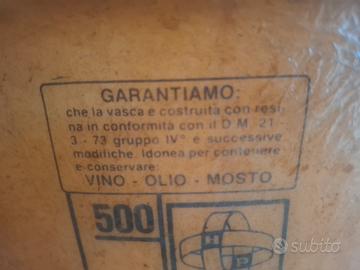 GARANTIAMO:
che la vasca e costruita con resi-
na in conformità con il D.M. 21 -
3 - 73 gruppo IV° e successive
modifiche. Idonea per contenere
e conservare:
VINO - OLIO - MOSTO
500
H
P
subito